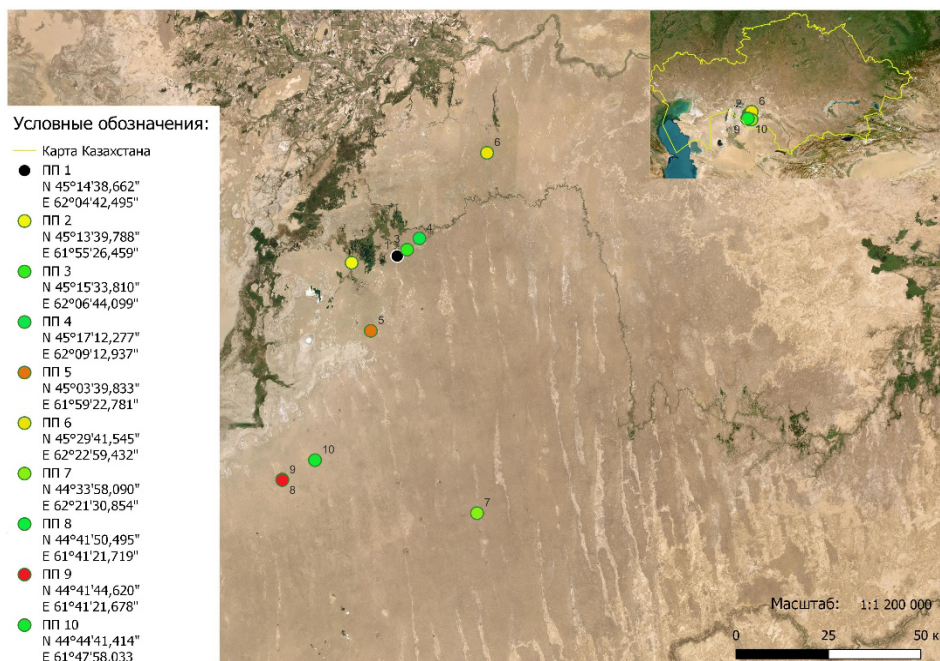 Условные обозначения:
Карта Казахстана
ПП 1
N 45°14'38,662"
E 62°04'42,495"
ПП 2
N 45°13'39,788"
E 61°55'26,459"
ПП 3
N 45°15'33,810"
E 62°06'44,099"
ПП 4
N 45°17'12,277"
E 62°09'12,937"
ПП 5
N 45°03'39,833"
E 61°59'22,781"
ПП 6
N 45°29'41,545"
E 62°22'59,432"
ПП 7
N 44°33'58,090"
E 62°21'30,854"
ПП 8
N 44°41'50,495"
E 61°41'21,719"
ПП 9
N 44°41'44,620"
E 61°41'21,678"
ПП 10
N 44°44'41,414"
E 61°47'58,033
6
4
3
5
10
9
8
7
2
6
9
10
Масштаб: 1:1 200 000
0 25 50 к